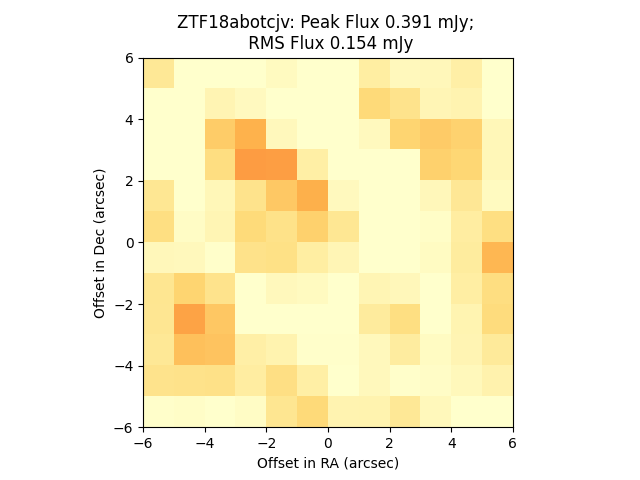 ZTF18abotcjv: Peak Flux 0.391 mJy;
RMS Flux 0.154 mJy
6
4
2
0
−2
−4
−6
Offset in Dec (arcsec)
−6 −4 −2 0 2 4 6
Offset in RA (arcsec)